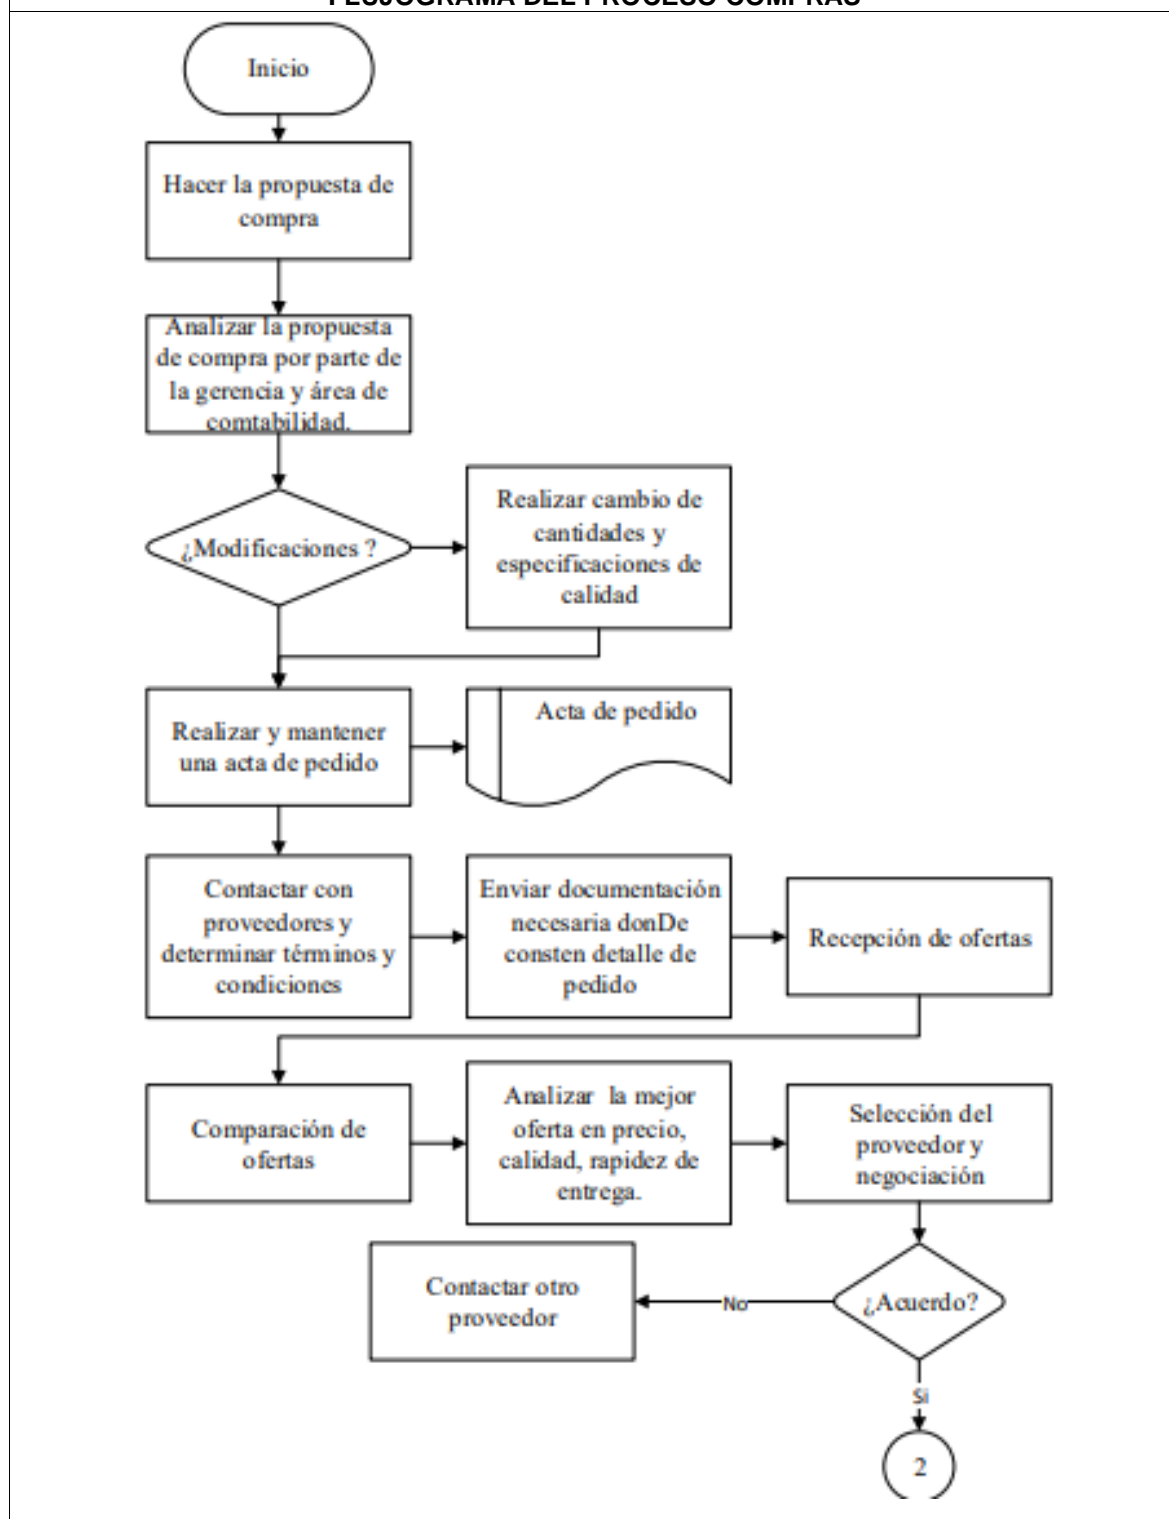 FLUJOGRAMA DEL PROCESO COMPRAS
Inicio
Hacer la propuesta de
compra
Analizar la propuesta
de compra por parte de
la gerencia y área de
comtabilidad.
¿Modificaciones ?
Realizar cambio de
cantidades y
especificaciones de
calidad
Realizar y mantener
una acta de pedido
Acta de pedido
Contactar con
proveedores y
determinar términos y
condiciones
Enviar documentación
necesaria donDe
consten detalle de
pedido
Recepción de ofertas
Comparación de
ofertas
Analizar la mejor
oferta en precio,
calidad, rapidez de
entrega.
Selección del
proveedor y
negociación
Contactar otro
proveedor
No
¿Acuerdo?
Si
2